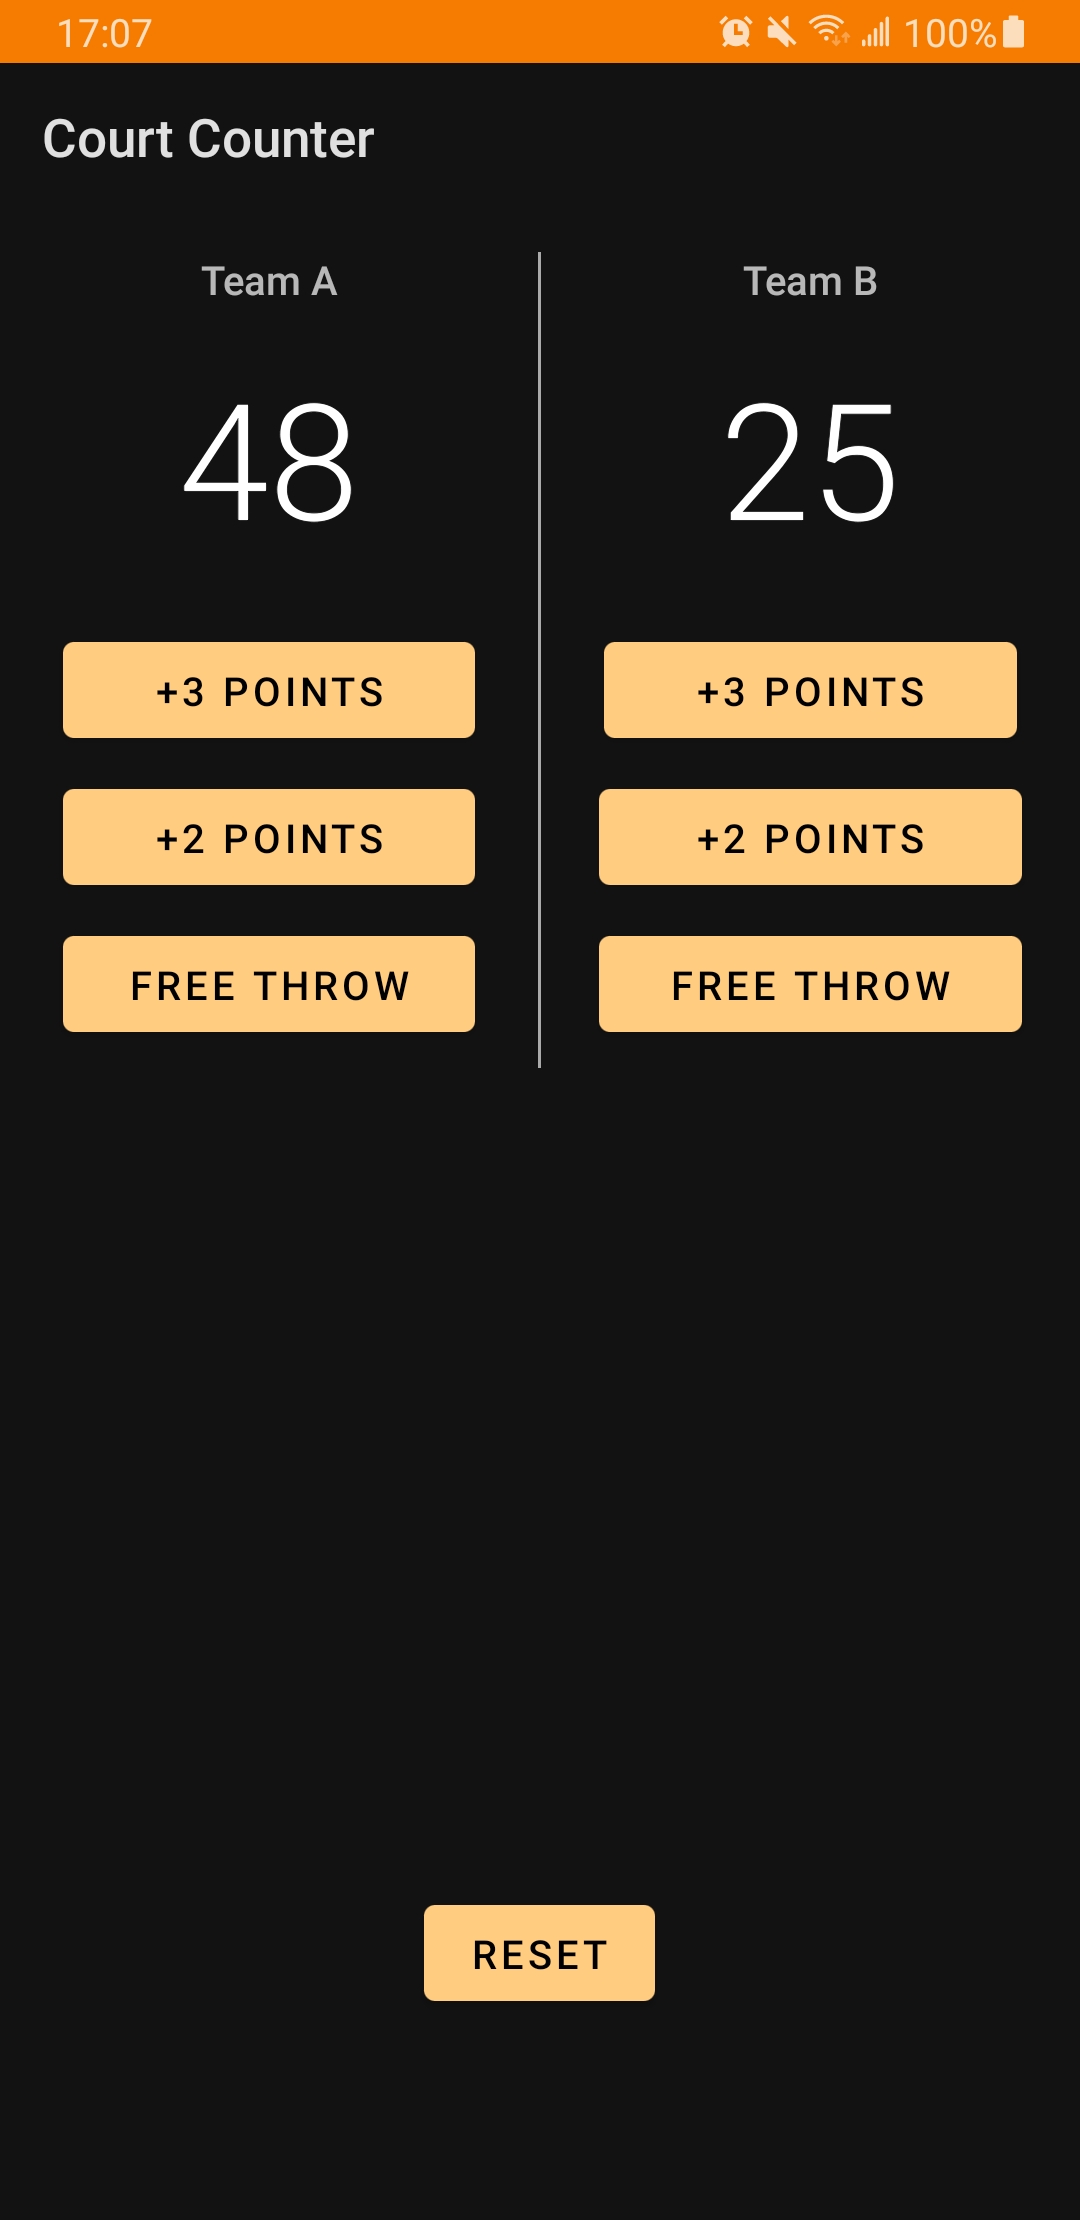 17:07 100%
Court Counter
Team A
48
+3 POINTS
+2 POINTS
FREE THROW
Team B
25
+3 POINTS
+2 POINTS
FREE THROW
RESET